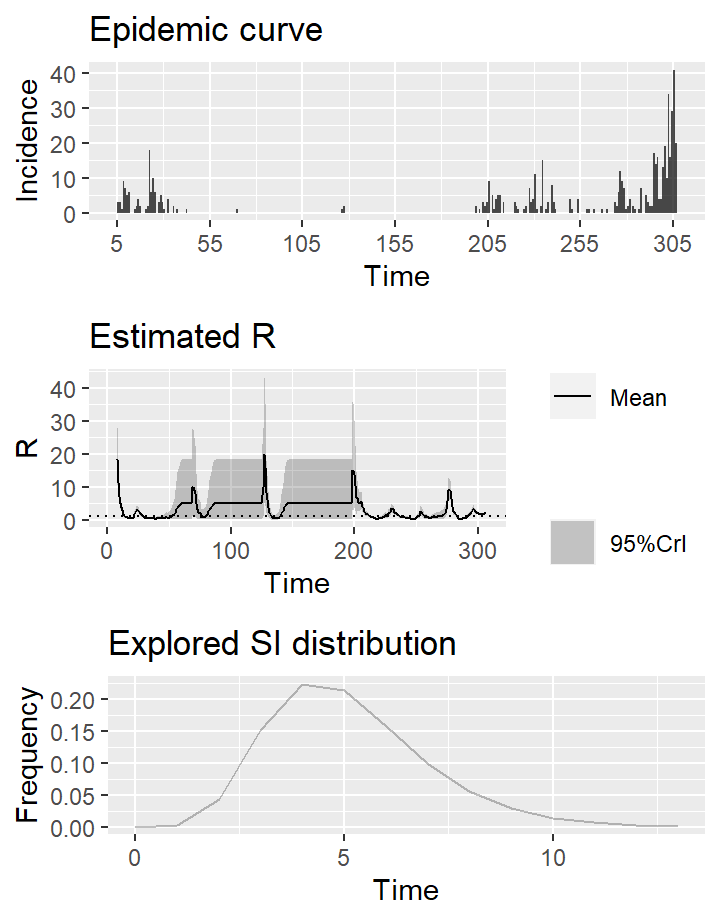 Epidemic curve
Incidence
40
30
20
10
0
5 55 105 155 205 255 305
Time
Estimated R
R
40
30
20
10
0
0 100 200 300
Time
Mean
95%CrI
Explored SI distribution
Frequency
0.20
0.15
0.10
0.05
0.00
0 5 10
Time